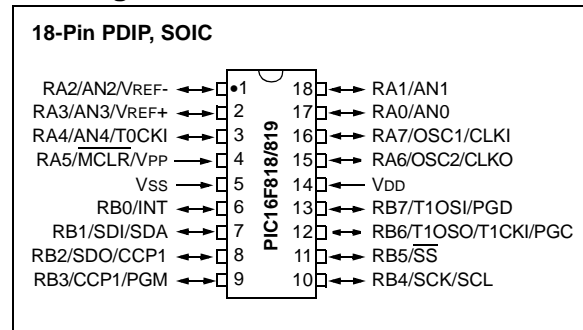 18-Pin PDIP, SOIC
RA2/AN2/VREF- 1 18 RA1/AN1
RA3/AN3/VREF+ 2 17 RA0/AN0
RA4/AN4/T0CKI 3 16 RA7/OSC1/CLKI
RA5/MCLR/VPP 4 15 RA6/OSC2/CLKO
VSS 5 14 VDD
RB0/INT 6 13 RB7/T1OSI/PGD
RB1/SDI/SDA 7 12 RB6/T1OSO/T1CKI/PGC
RB2/SDO/CCP1 8 11 RB5/SS
RB3/CCP1/PGM 9 10 RB4/SCK/SCL
PIC16F818/819